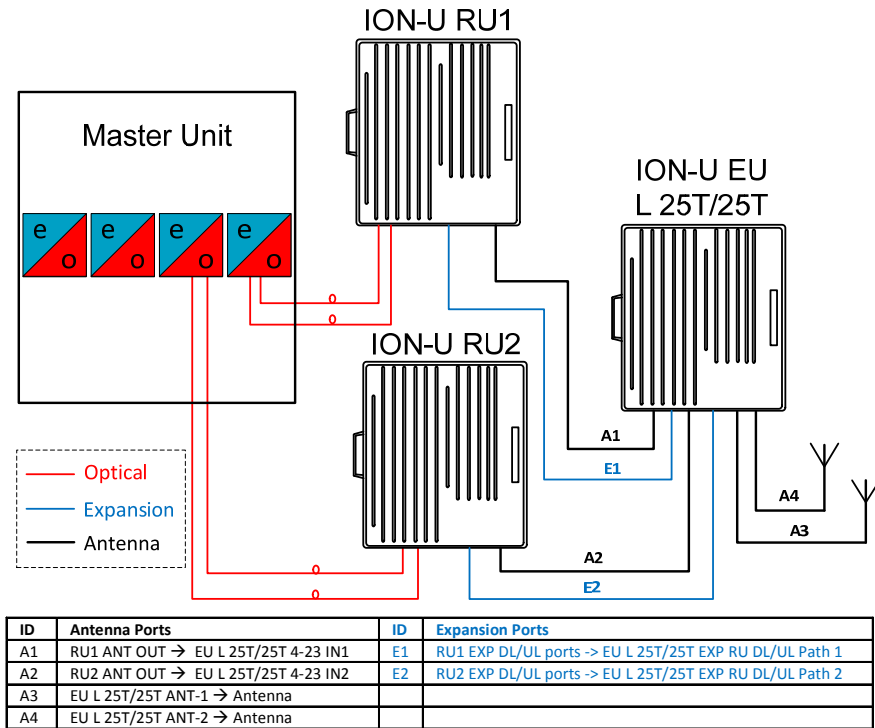 ION-U RU1
Master Unit
ION-U EU
L 25T/25T
e
o
e
o
e
o
e
o
ION-U RU2
A1
E1
A4
A3
A2
E2
Optical
Expansion
Antenna
ID Antenna Ports ID Expansion Ports
A1 RU1 ANT OUT → EU L 25T/25T 4-23 IN1 E1 RU1 EXP DL/UL ports -> EU L 25T/25T EXP RU DL/UL Path 1
A2 RU2 ANT OUT → EU L 25T/25T 4-23 IN2 E2 RU2 EXP DL/UL ports -> EU L 25T/25T EXP RU DL/UL Path 2
A3 EU L 25T/25T ANT-1 → Antenna
A4 EU L 25T/25T ANT-2 → Antenna